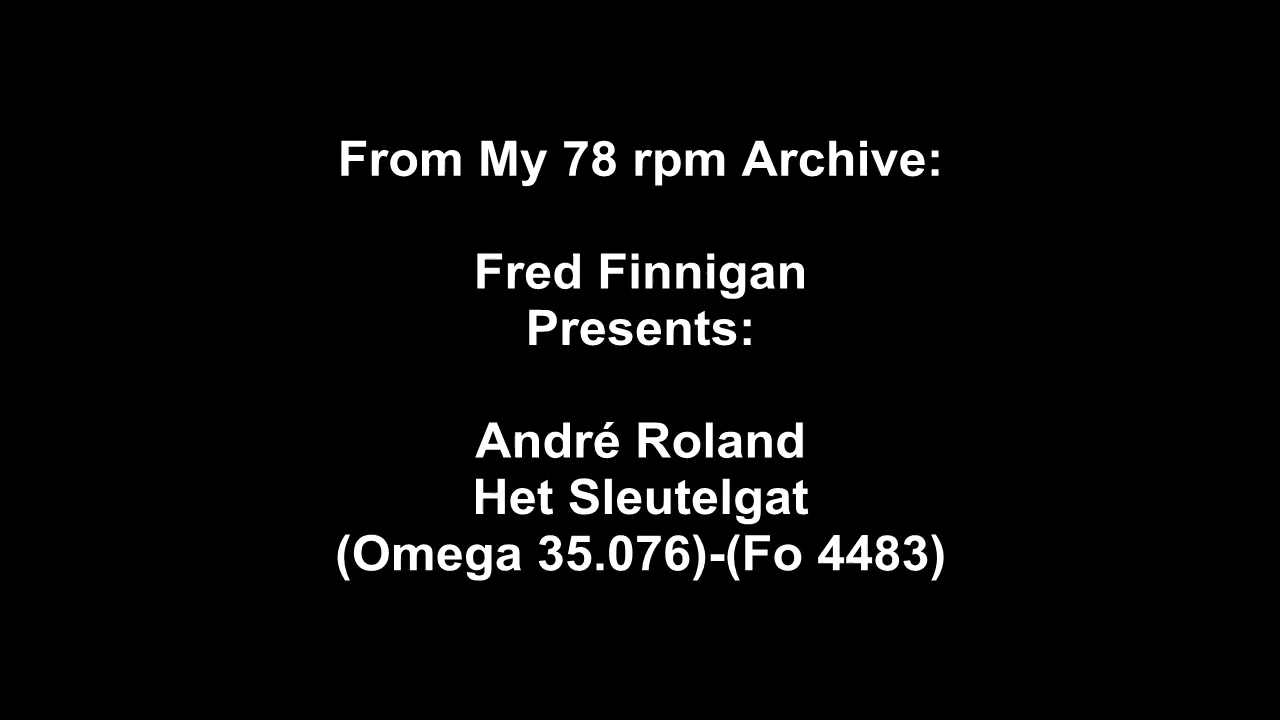 From My 78 rpm Archive:
Fred Finnigan
Presents:
André Roland
Het Sleutelgat
(Omega 35.076)-(Fo 4483)